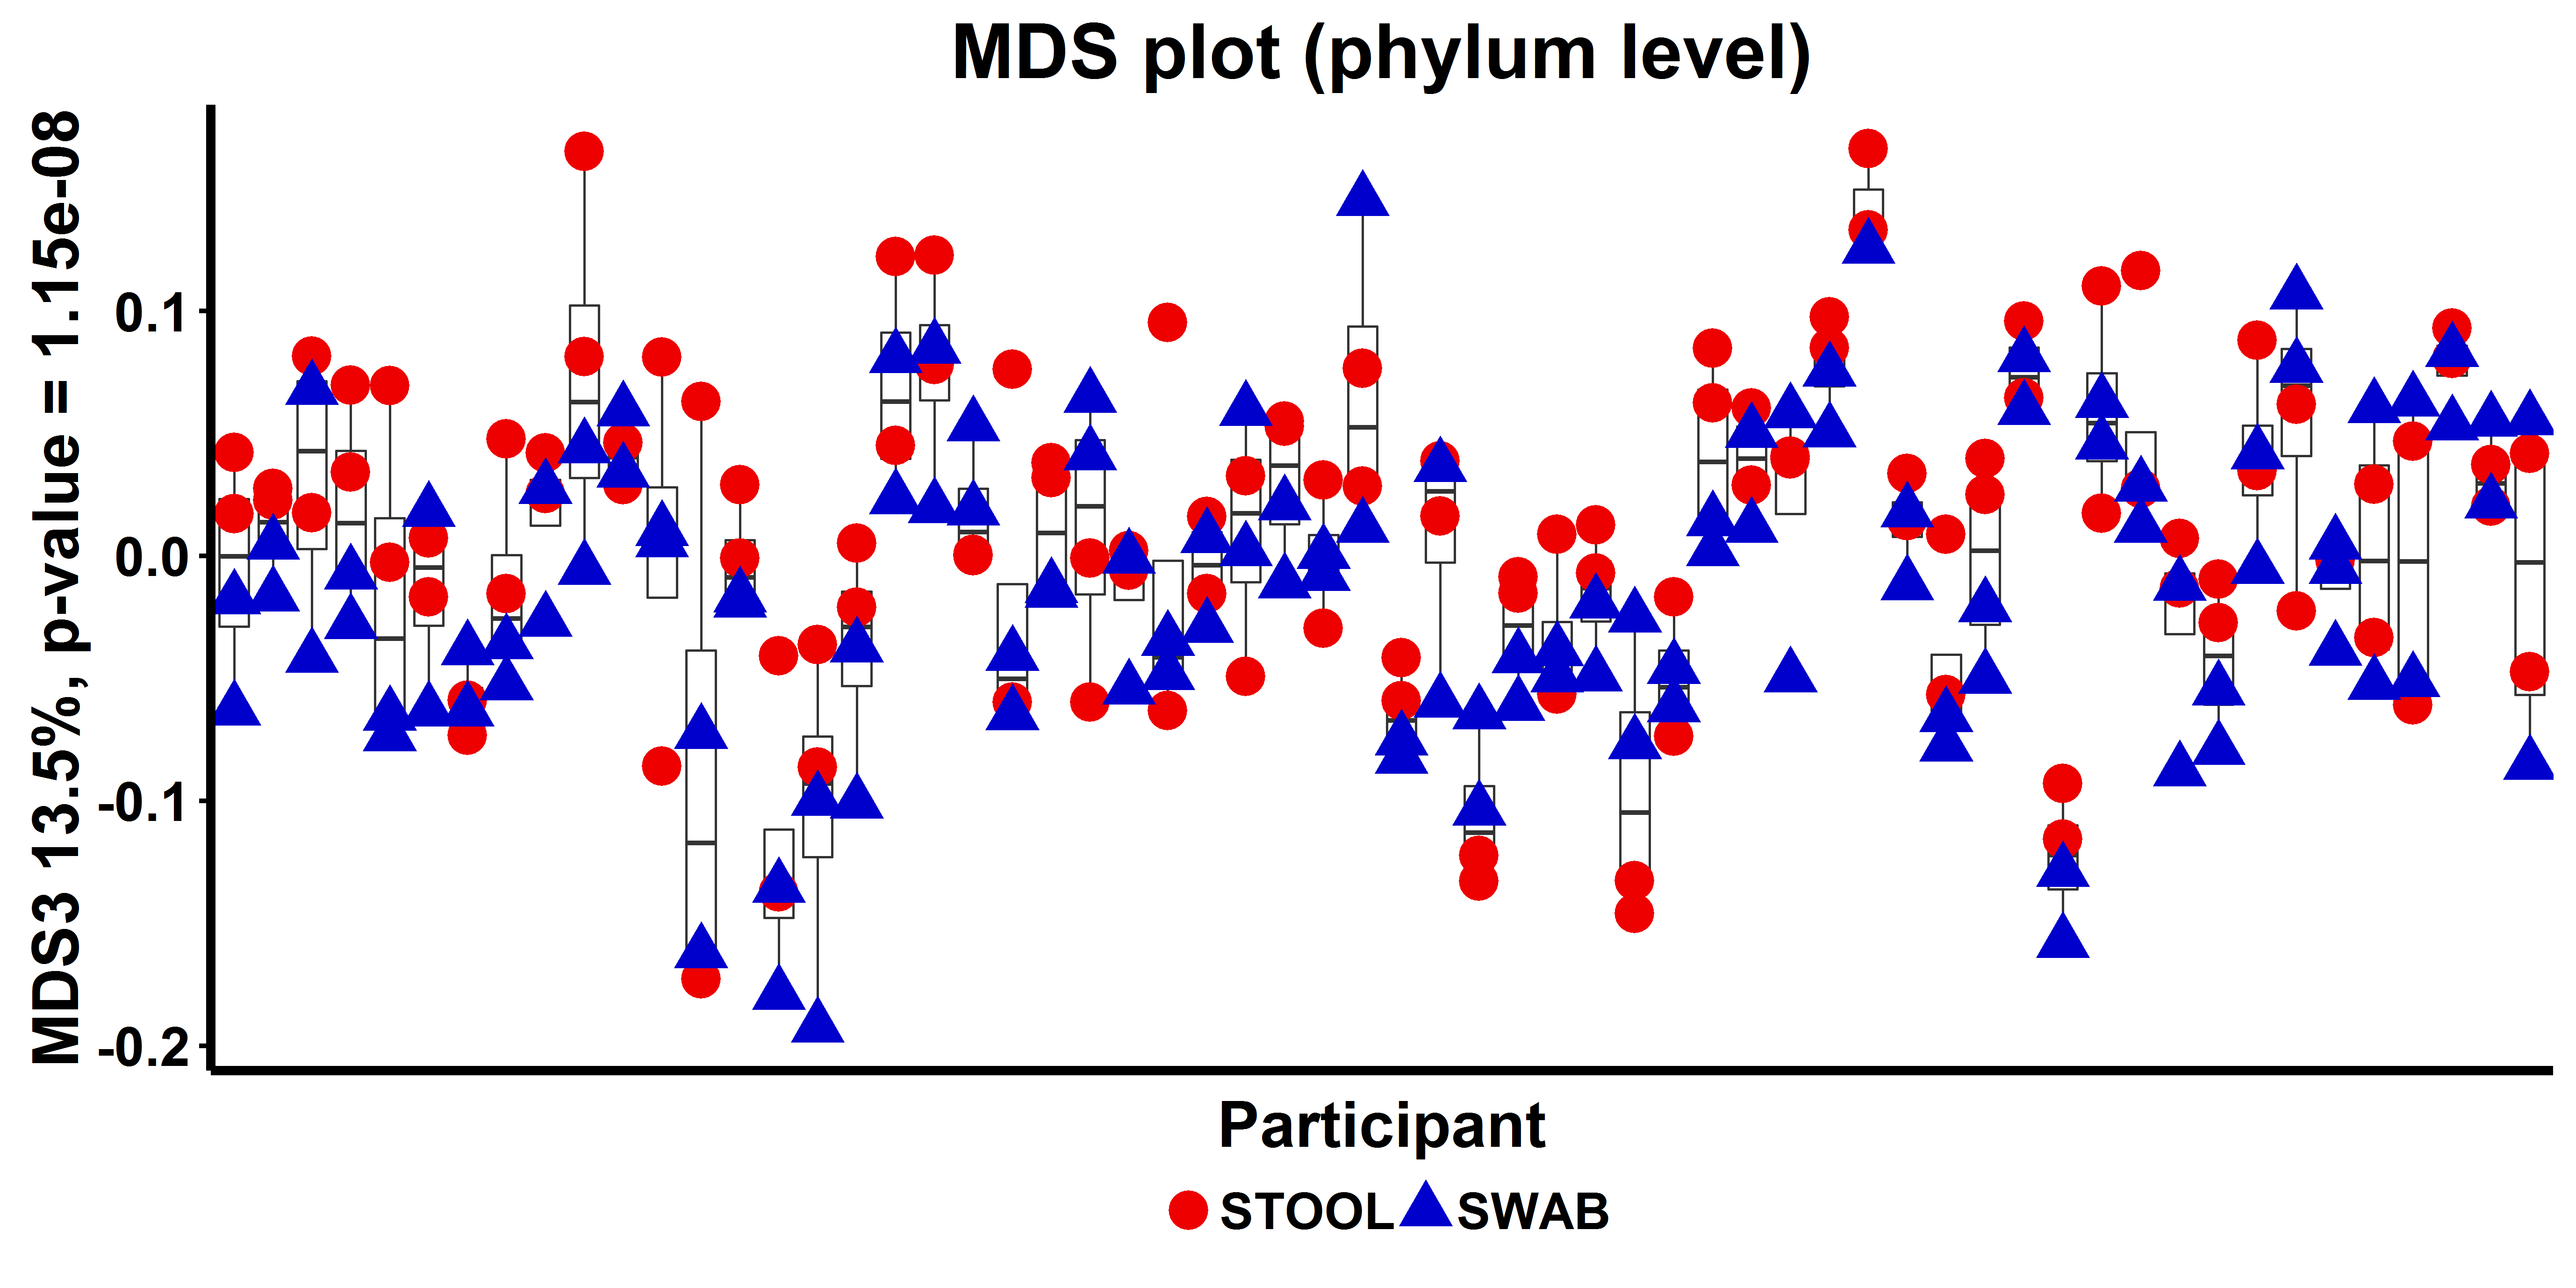 MDS plot (phylum level)
MDS3 13.5%, p-value = 1.15e-08
0.1
0.0
-0.1
-0.2
Participant
STOOL SWAB